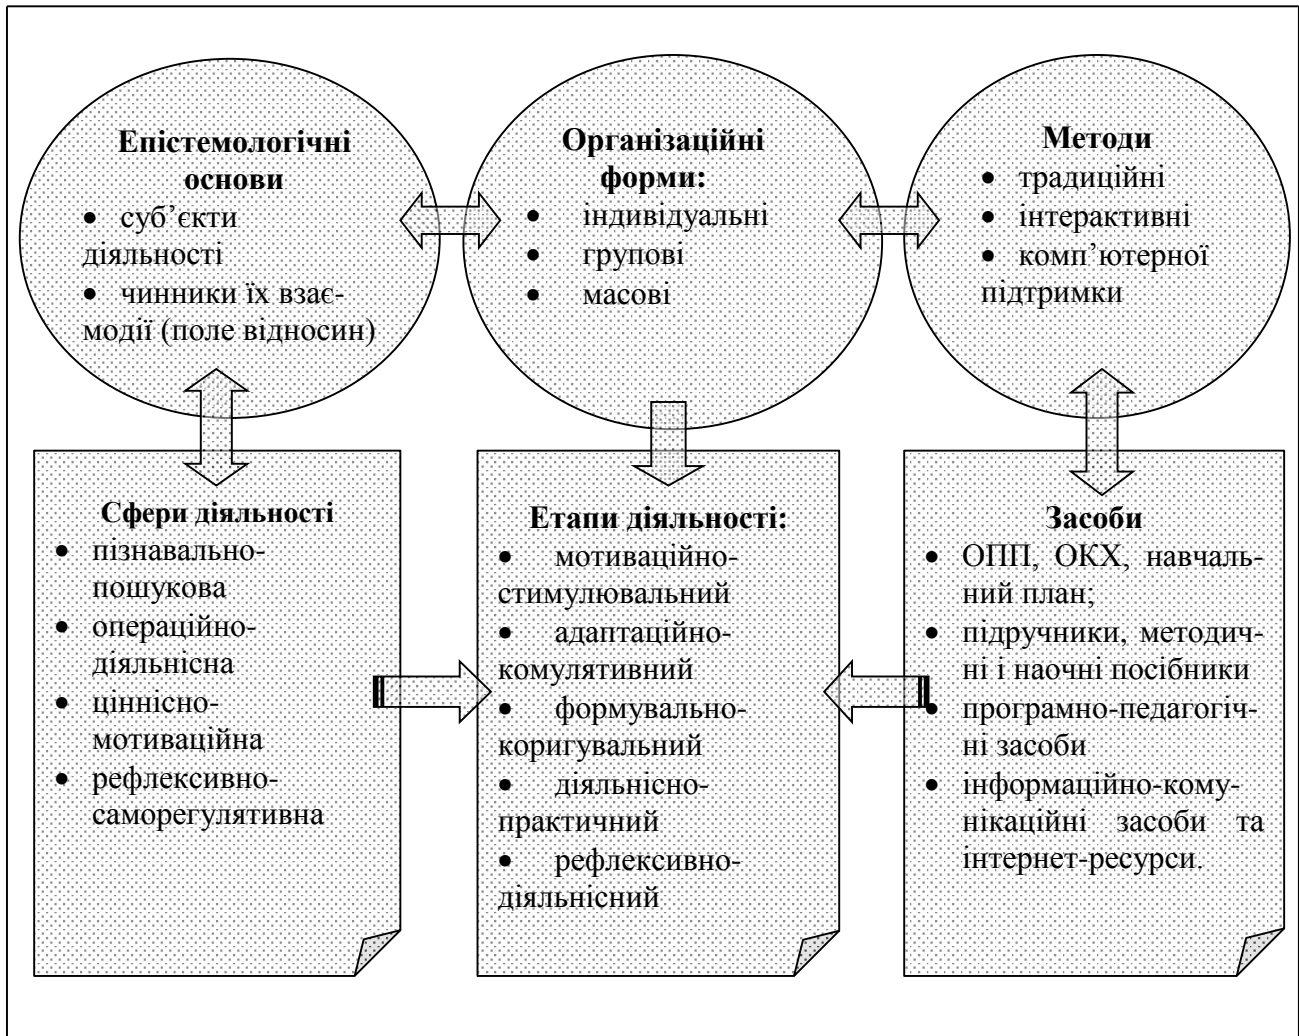 Епістемологічні
основи
• суб’єкти
діяльності
• чинники їх взає-
модії (поле відносин)
Організаційні
форми:
• індивідуальні
• групові
• масові
Методи
• традиційні
• інтерактивні
• комп’ютерної
підтримки
Сфери діяльності
• пізнавально-
пошукова
• операційно-
діяльнісна
• ціннісно-
мотиваційна
• рефлексивно-
саморегулятивна
Етапи діяльності:
• мотиваційно-
стимулювальний
• адаптаційно-
комулятивний
• формувально-
коригувальний
• діяльнісно-
практичний
• рефлексивно-
діяльнісний
Засоби
• ОПП, ОКХ, навчаль-
ний план;
• підручники, методич-
ні і наочні посібники
• програмно-педагогіч-
ні засоби
• інформаційно-кому-
нікаційні засоби та
інтернет-ресурси.